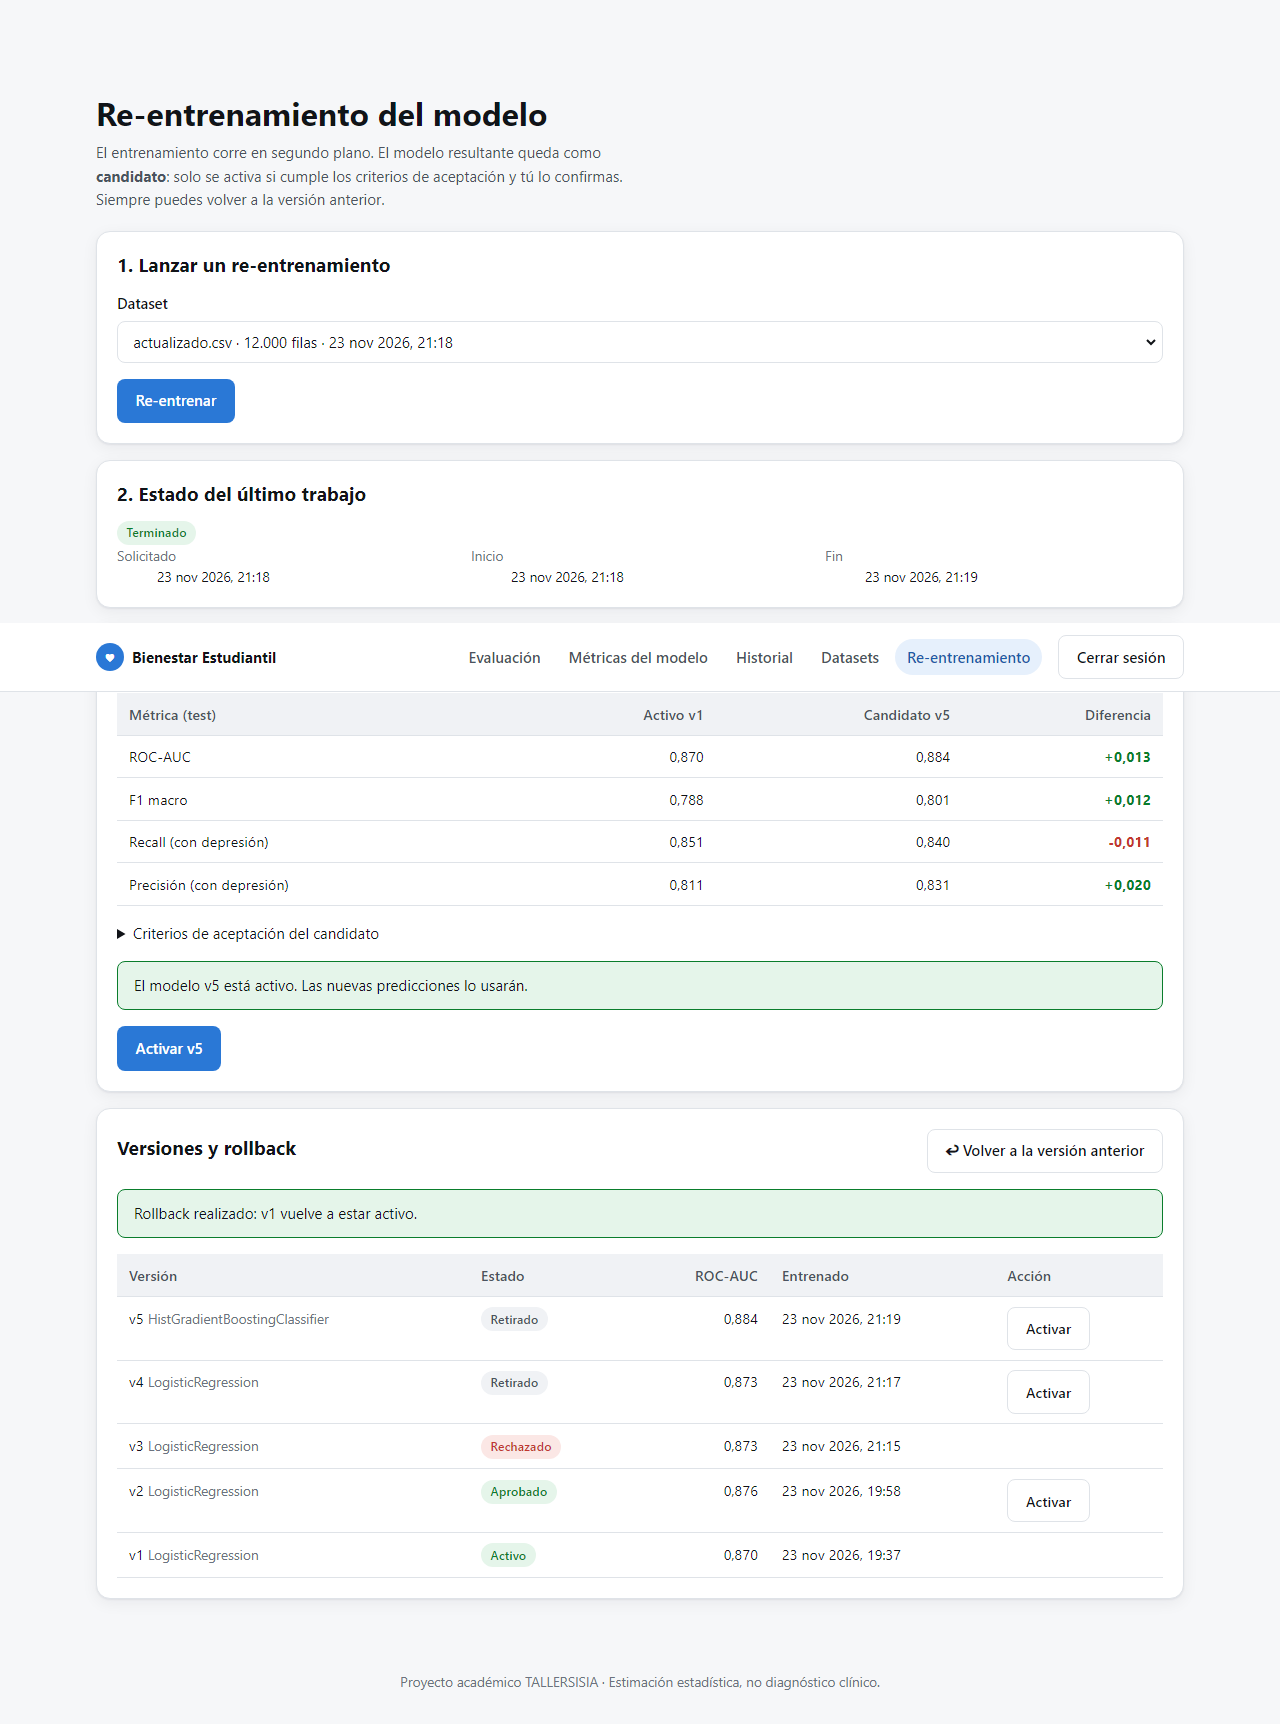 Re-entrenamiento del modelo
El entrenamiento corre en segundo plano. El modelo resultante queda como
candidato: solo se activa si cumple los criterios de aceptación y tú lo confirmas.
Siempre puedes volver a la versión anterior.
1. Lanzar un re-entrenamiento
Dataset
actualizado.csv · 12.000 filas · 23 nov 2026, 21:18
Re-entrenar
2. Estado del último trabajo
Terminado
Solicitado Inicio Fin
23 nov 2026, 21:18 23 nov 2026, 21:18 23 nov 2026, 21:19
Bienestar Estudiantil Evaluación Métricas del modelo Historial Datasets Re-entrenamiento Cerrar sesión
Métrica (test) Activo v1 Candidato v5 Diferencia
ROC-AUC 0,870 0,884 +0,013
F1 macro 0,788 0,801 +0,012
Recall (con depresión) 0,851 0,840 -0,011
Precisión (con depresión) 0,811 0,831 +0,020
Criterios de aceptación del candidato
El modelo v5 está activo. Las nuevas predicciones lo usarán.
Activar v5
Versiones y rollback
↩ Volver a la versión anterior
Rollback realizado: v1 vuelve a estar activo.
Versión Estado ROC-AUC Entrenado Acción
v5 HistGradientBoostingClassifier Retirado 0,884 23 nov 2026, 21:19 Activar
v4 LogisticRegression Retirado 0,873 23 nov 2026, 21:17 Activar
v3 LogisticRegression Rechazado 0,873 23 nov 2026, 21:15
v2 LogisticRegression Aprobado 0,876 23 nov 2026, 19:58 Activar
v1 LogisticRegression Activo 0,870 23 nov 2026, 19:37
Proyecto académico TALLERSISIA · Estimación estadística, no diagnóstico clínico.